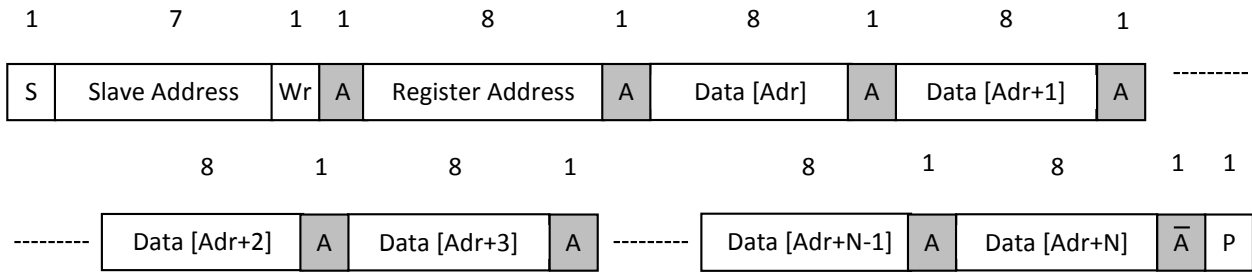 1 7 1 1 8 1 8 1 8 1
S Slave Address Wr A Register Address A Data [Adr] A Data [Adr+1] A
8 1 8 1 8 1 8 1 1
Data [Adr+2] A Data [Adr+3] A Data [Adr+N-1] A Data [Adr+N] A̅ P